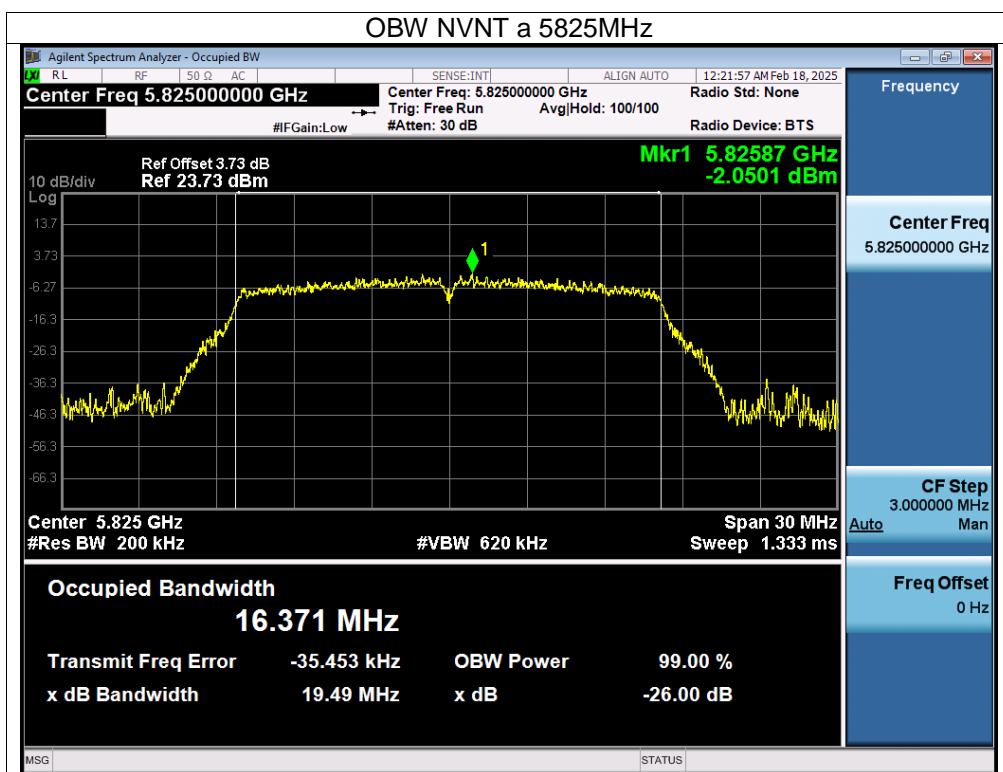 OBW NVNT a 5825MHz
Agilent Spectrum Analyzer - Occupied BW
LXI RL RF 50 Ω AC SENSE:INT ALIGN AUTO 12:21:57 AM Feb 18, 2025
Center Freq 5.825000000 GHz
Center Freq: 5.825000000 GHz
Radio Std: None
Trig: Free Run Avg|Hold: 100/100
#IFGain:Low #Atten: 30 dB Radio Device: BTS
Frequency
Mkr1 5.82587 GHz
-2.0501 dBm
Ref Offset 3.73 dB
10 dB/div Ref 23.73 dBm
Log
13.7
3.73
-6.27
-16.3
-26.3
-36.3
-46.3
-56.3
-66.3
1
Center 5.825 GHz Span 30 MHz
#Res BW 200 kHz #VBW 620 kHz Sweep 1.333 ms
Center Freq
5.825000000 GHz
CF Step
3.000000 MHz
Auto Man
Freq Offset
0 Hz
Occupied Bandwidth
16.371 MHz
Transmit Freq Error -35.453 kHz OBW Power 99.00 %
x dB Bandwidth 19.49 MHz x dB -26.00 dB
MSG STATUS